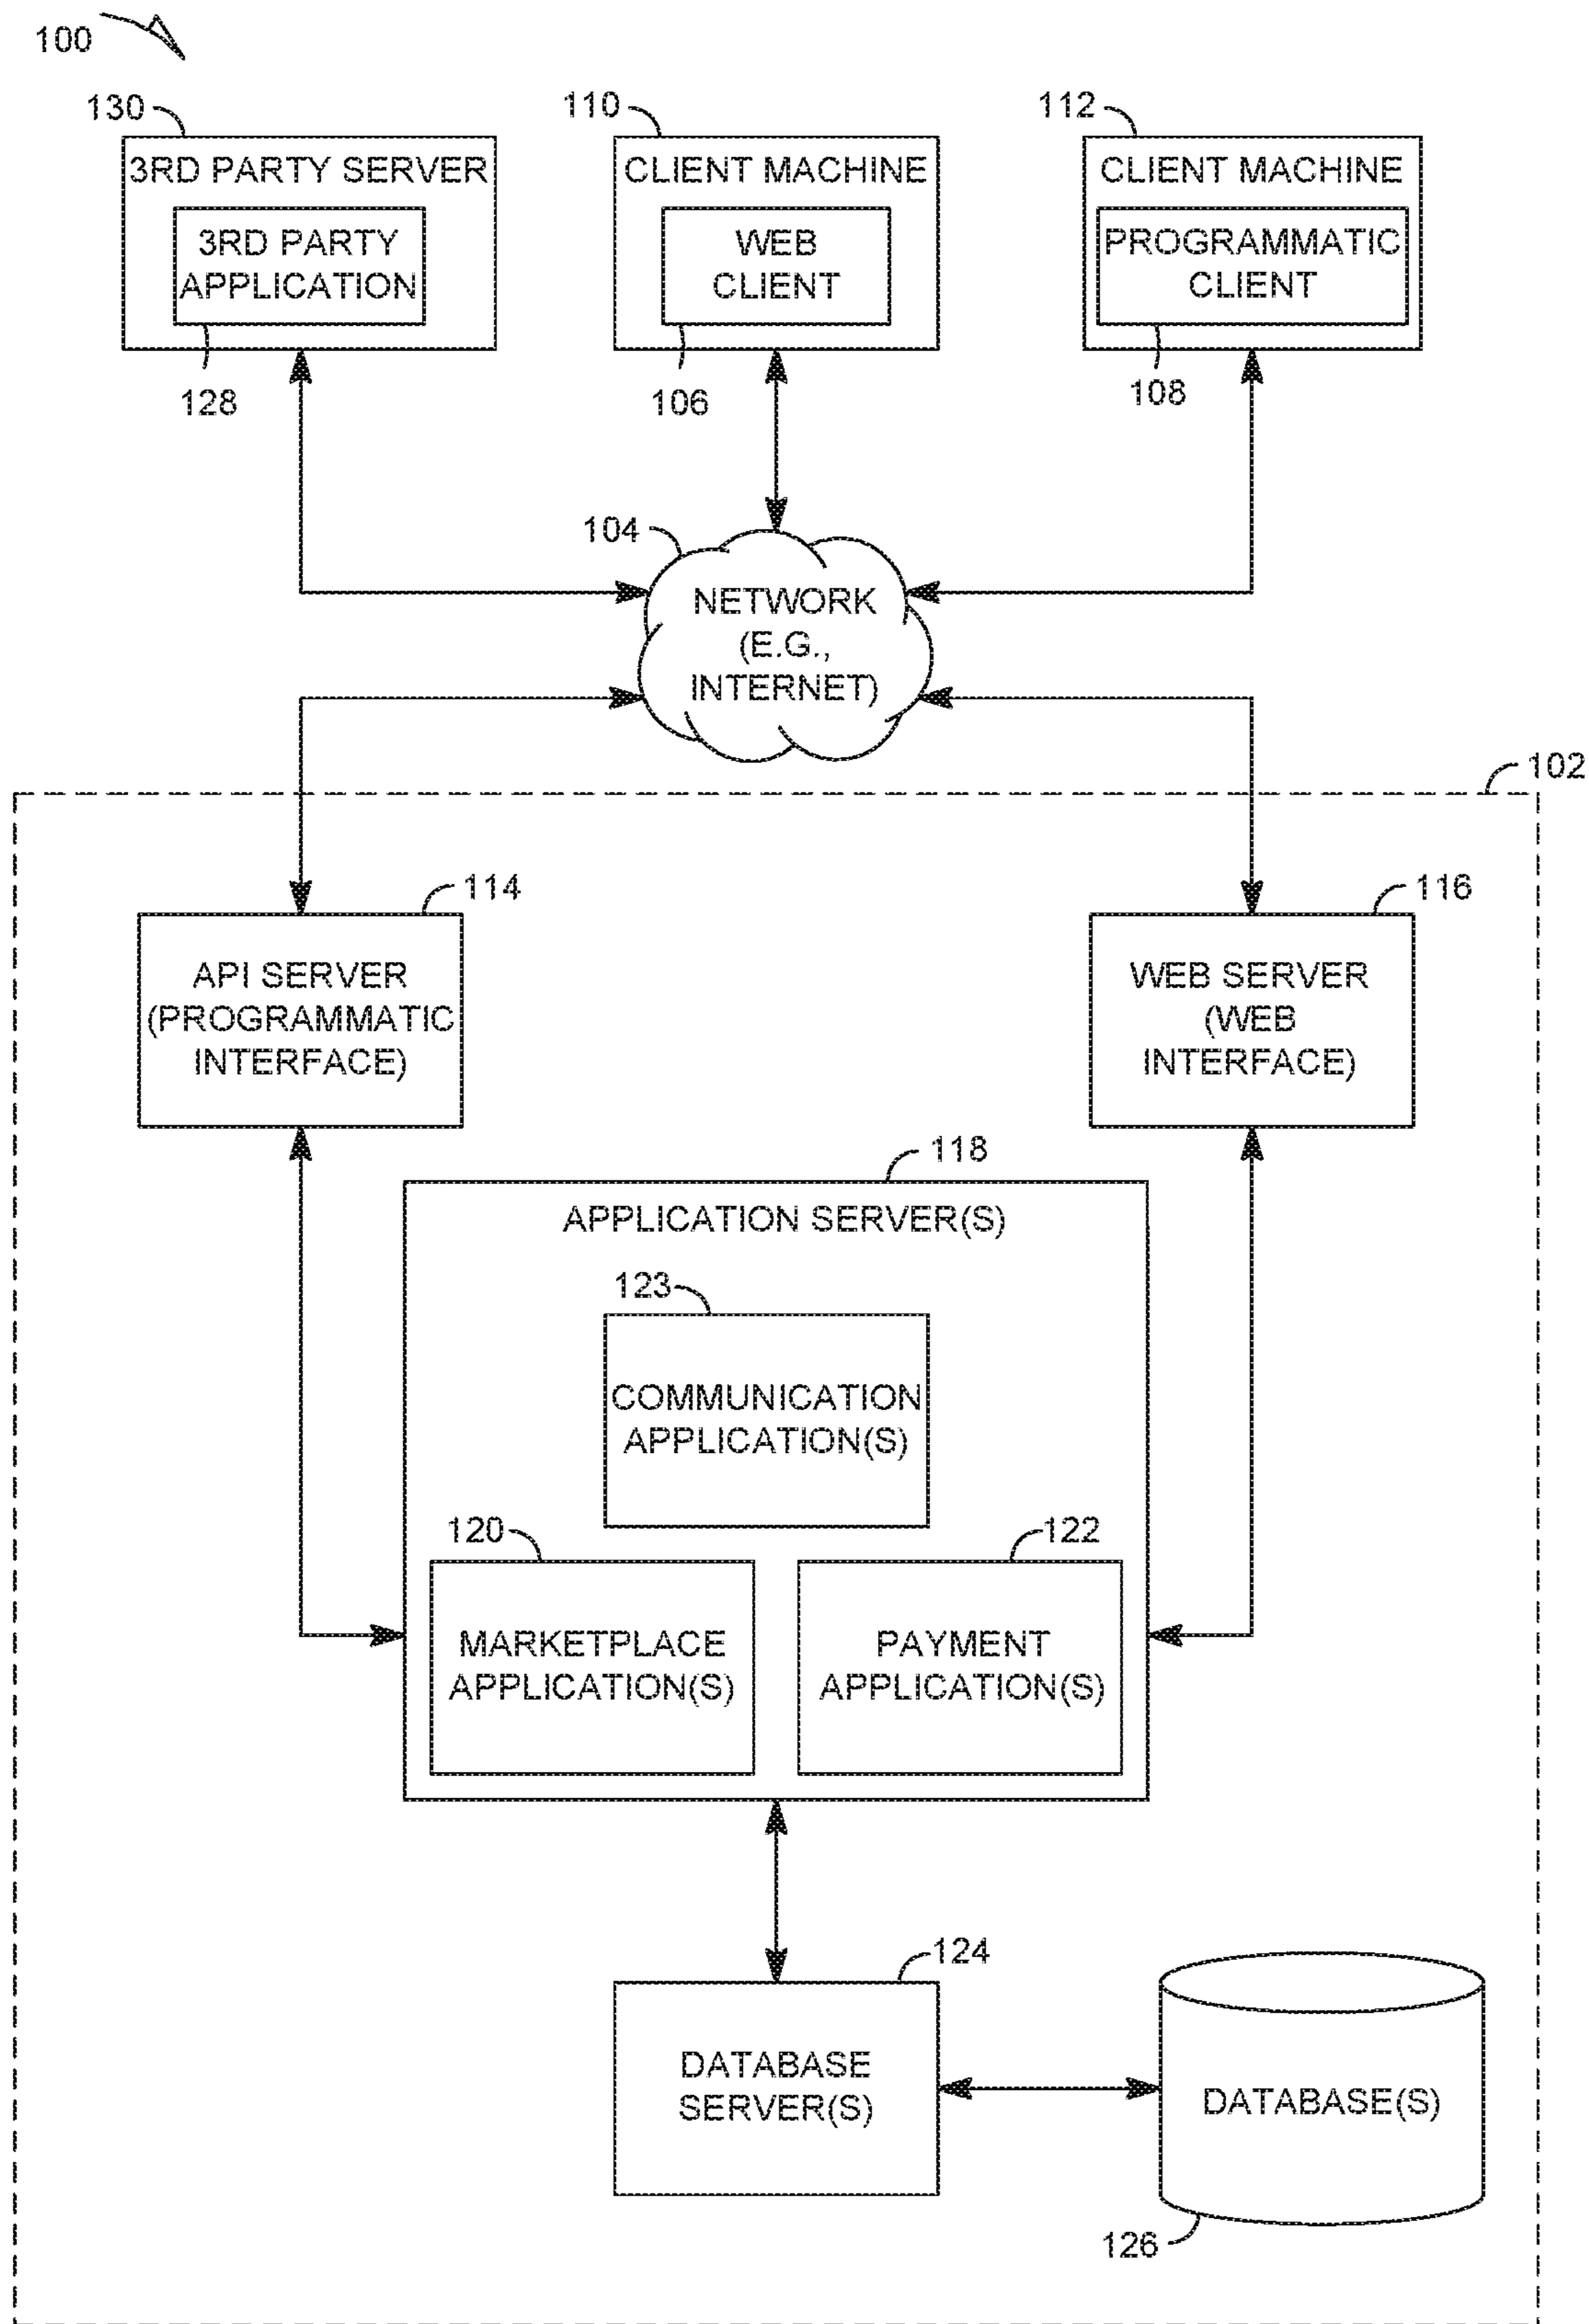 100
130
110
112
3RD PARTY SERVER
CLIENT MACHINE
CLIENT MACHINE
3RD PARTY
APPLICATION
WEB
CLIENT
PROGRAMMATIC
CLIENT
128
106
108
104
NETWORK
(E.G.,
INTERNET)
102
114
116
API SERVER
(PROGRAMMATIC
INTERFACE)
WEB SERVER
(WEB
INTERFACE)
118
APPLICATION SERVER(S)
123
COMMUNICATION
APPLICATION(S)
120
122
MARKETPLACE
APPLICATION(S)
PAYMENT
APPLICATION(S)
124
DATABASE
SERVER(S)
DATABASE(S)
126